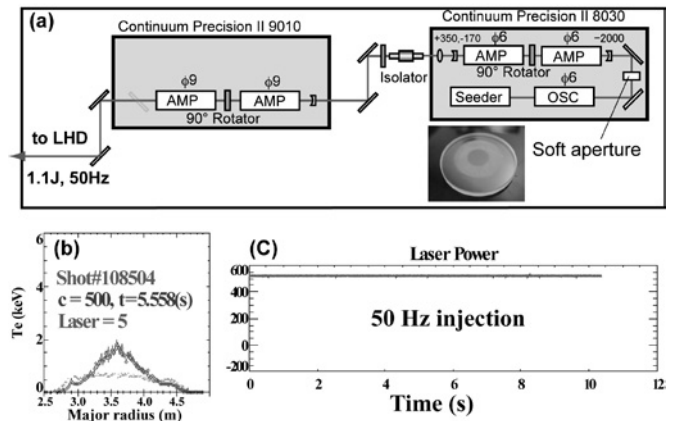 (a)
Continuum Precision II 9010
Continuum Precision II 8030
+350,-170
φ6
φ6
−2000
AMP
AMP
90° Rotator
Isolator
φ6
Seeder
OSC
Soft aperture
φ9
φ9
AMP
AMP
90° Rotator
to LHD
1.1J, 50Hz
(b)
Shot#108504
c = 500, t=5.558(s)
Laser = 5
Te (keV)
6
4
2
0
2.5
3.0
3.5
4.0
4.5
Major radius (m)
(C)
Laser Power
50 Hz injection
600
400
200
0
-200
0
2
4
6
8
10
12
Time (s)